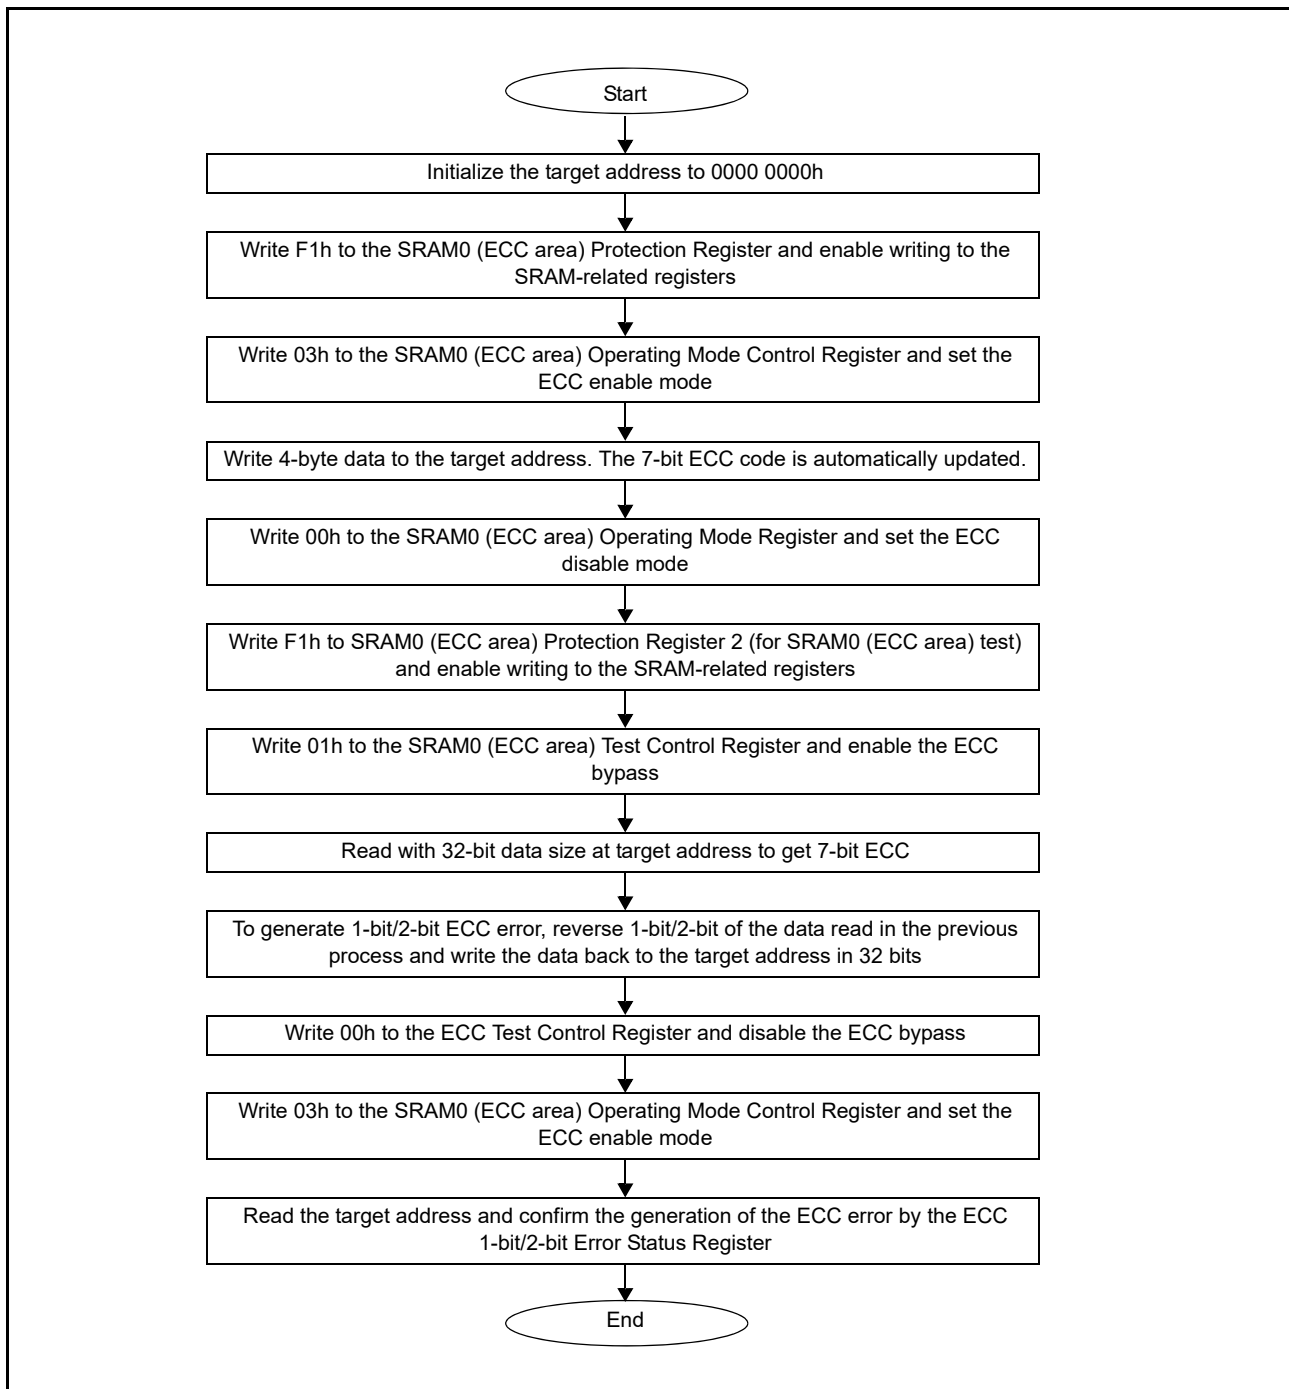 Start
Initialize the target address to 0000 0000h
Write F1h to the SRAM0 (ECC area) Protection Register and enable writing to the
SRAM-related registers
Write 03h to the SRAM0 (ECC area) Operating Mode Control Register and set the
ECC enable mode
Write 4-byte data to the target address. The 7-bit ECC code is automatically updated.
Write 00h to the SRAM0 (ECC area) Operating Mode Register and set the ECC
disable mode
Write F1h to SRAM0 (ECC area) Protection Register 2 (for SRAM0 (ECC area) test)
and enable writing to the SRAM-related registers
Write 01h to the SRAM0 (ECC area) Test Control Register and enable the ECC
bypass
Read with 32-bit data size at target address to get 7-bit ECC
To generate 1-bit/2-bit ECC error, reverse 1-bit/2-bit of the data read in the previous
process and write the data back to the target address in 32 bits
Write 00h to the ECC Test Control Register and disable the ECC bypass
Write 03h to the SRAM0 (ECC area) Operating Mode Control Register and set the
ECC enable mode
Read the target address and confirm the generation of the ECC error by the ECC
1-bit/2-bit Error Status Register
End